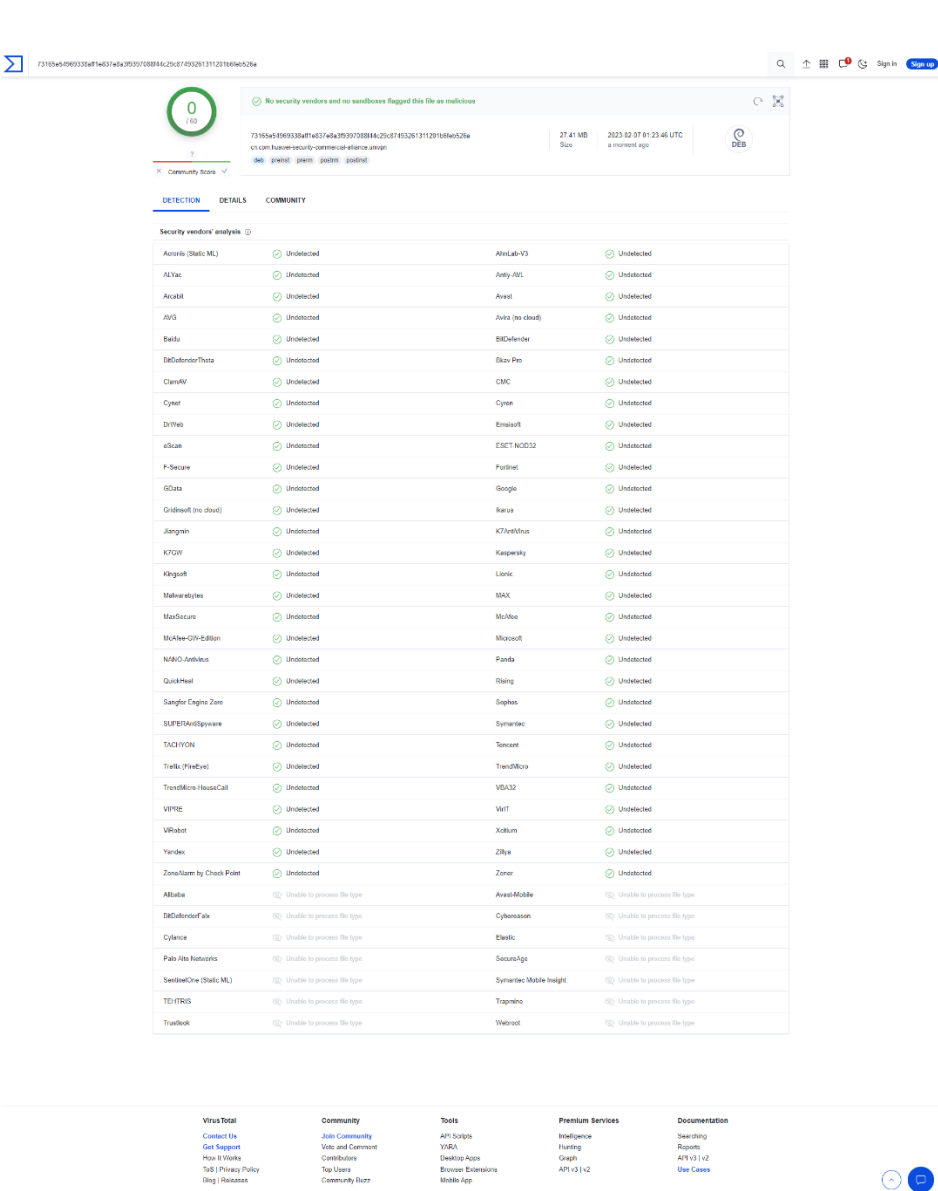 Sign in Sign up
0
/ 60
?
Community Score
No security vendors and no sandboxes flagged this file as malicious
cn.com.huawei-security-commercial-alliance.univpn
deb preinst prerm postrm postinst
27.41 MB
Size
2023-02-07 01:23:46 UTC
a moment ago
DEB
DETECTION DETAILS COMMUNITY
Security vendors' analysis
Acronis (Static ML) Undetected AhnLab-V3 Undetected
ALYac Undetected Antiy-AVL Undetected
Arcabit Undetected Avast Undetected
AVG Undetected Avira (no cloud) Undetected
Baidu Undetected BitDefender Undetected
BitDefenderTheta Undetected Bkav Pro Undetected
ClamAV Undetected CMC Undetected
Cynet Undetected Cyren Undetected
DrWeb Undetected Emsisoft Undetected
eScan Undetected ESET-NOD32 Undetected
F-Secure Undetected Fortinet Undetected
GData Undetected Google Undetected
Gridinsoft (no cloud) Undetected Ikarus Undetected
Jiangmin Undetected K7AntiVirus Undetected
K7GW Undetected Kaspersky Undetected
Kingsoft Undetected Lionic Undetected
Malwarebytes Undetected MAX Undetected
MaxSecure Undetected McAfee Undetected
McAfee-GW-Edition Undetected Microsoft Undetected
NANO-Antivirus Undetected Panda Undetected
QuickHeal Undetected Rising Undetected
Sangfor Engine Zero Undetected Sophos Undetected
SUPERAntiSpyware Undetected Symantec Undetected
TACHYON Undetected Tencent Undetected
Trellix (FireEye) Undetected TrendMicro Undetected
TrendMicro-HouseCall Undetected VBA32 Undetected
VIPRE Undetected VirIT Undetected
ViRobot Undetected Xcitium Undetected
Yandex Undetected Zillya Undetected
ZoneAlarm by Check Point Undetected Zoner Undetected
Alibaba Unable to process file type Avast-Mobile Unable to process file type
BitDefenderFalx Unable to process file type Cybereason Unable to process file type
Cylance Unable to process file type Elastic Unable to process file type
Palo Alto Networks Unable to process file type SecureAge Unable to process file type
SentinelOne (Static ML) Unable to process file type Symantec Mobile Insight Unable to process file type
TEHTRIS Unable to process file type Trapmine Unable to process file type
Trustlook Unable to process file type Webroot Unable to process file type
VirusTotal Community Tools Premium Services Documentation
Contact Us Join Community API Scripts Intelligence Searching
Get Support Vote and Comment YARA Hunting Reports
How It Works Contributors Desktop Apps Graph API v3 | v2
ToS | Privacy Policy Top Users Browser Extensions API v3 | v2 Use Cases
Blog | Releases Community Buzz Mobile App